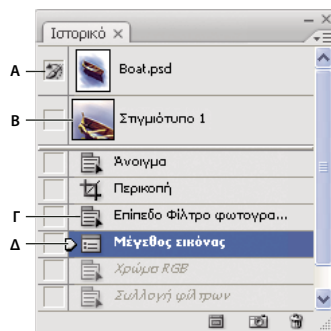 Ιστορικό ×
Α
Boat.psd
Β
Στιγμιότυπο 1
Άνοιγμα
Περικοπή
Γ
Επίπεδο Φίλτρο φωτογρα...
Δ
Μέγεθος εικόνας
Χρώμα RGB
Συλλογή φίλτρων